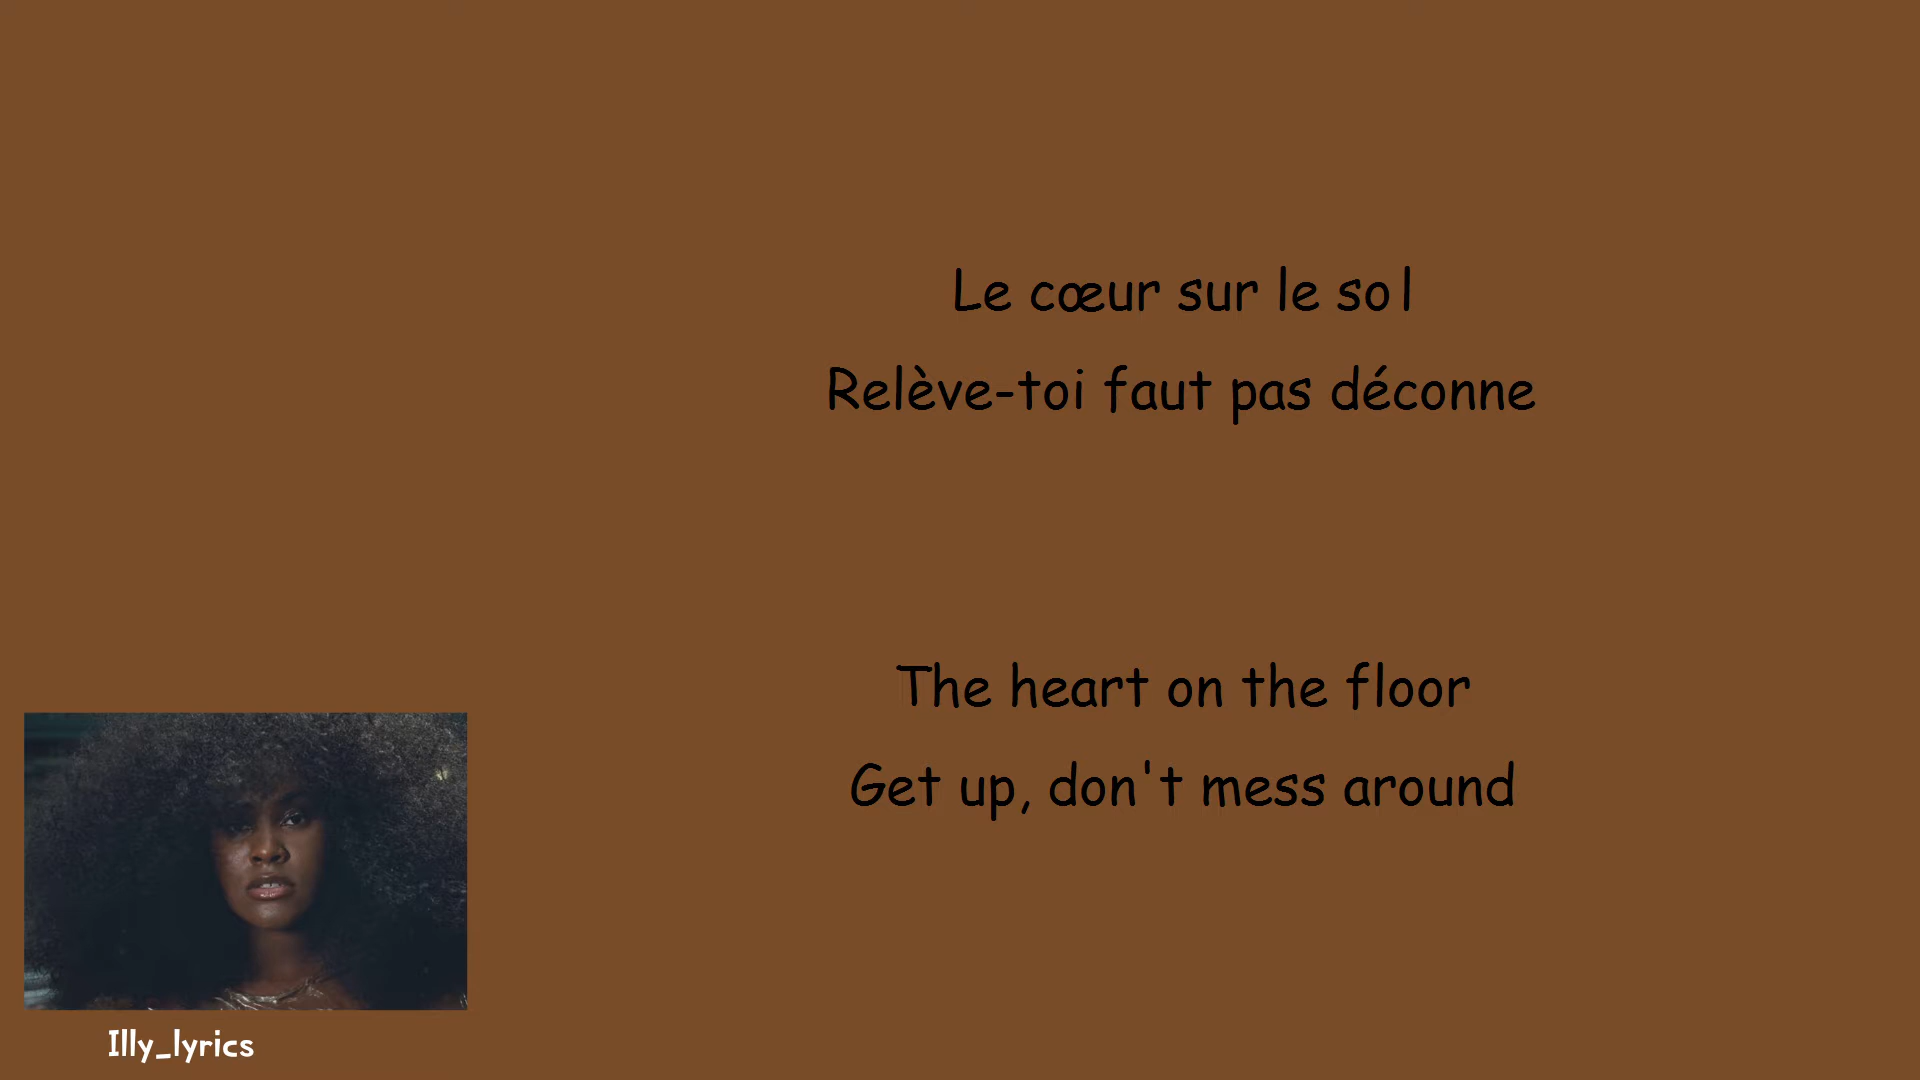 Le cœur sur le sol
Relève-toi faut pas déconne
The heart on the floor
Get up, don't mess around
Illy_lyrics